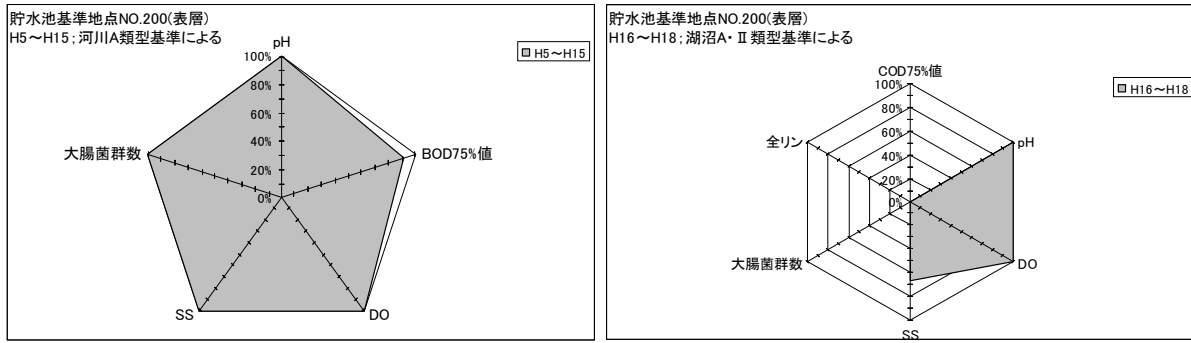 貯水池基準地点NO.200(表層)
H5～H15;河川A類型基準による
pH
H5～H15
100%
80%
60%
40%
20%
0%
大腸菌群数
BOD75%値
SS
DO
貯水池基準地点NO.200(表層)
H16～H18;湖沼A・Ⅱ類型基準による
COD75%値
H16～H18
100%
80%
60%
40%
20%
0%
全リン
pH
大腸菌群数
DO
SS